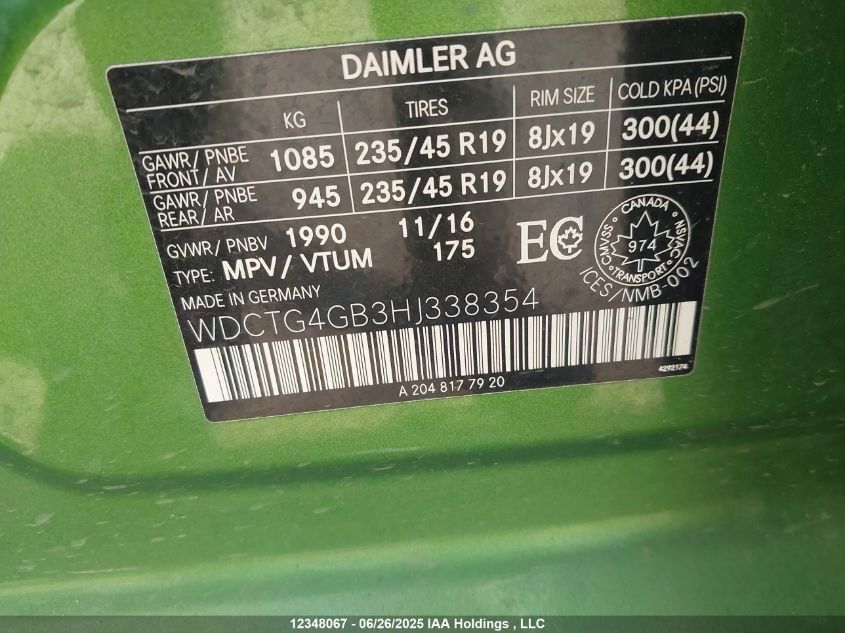 DAIMLER AG
KG TIRES RIM SIZE COLD KPA (PSI)
GAWR/ PNBE FRONT/ AV 1085 235/45 R19 8Jx19 300(44)
GAWR/ PNBE REAR/ AR 945 235/45 R19 8Jx19 300(44)
GVWR/ PNBV 1990 11/16
TYPE: MPV/ VTUM 175
EC
CANADA
974
TRANSPORT
NSVAC
CMVSS
ICES/NMB-002
MADE IN GERMANY
WDCTG4GB3HJ338354
A 204 817 79 20
4292174
12348067 - 06/26/2025 IAA Holdings , LLC